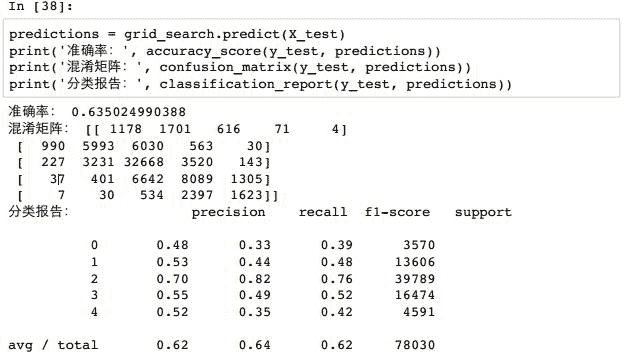 In [38]:
predictions = grid_search.predict(X_test)
print('准确率：', accuracy_score(y_test, predictions))
print('混淆矩阵：', confusion_matrix(y_test, predictions))
print('分类报告：', classification_report(y_test, predictions))
准确率： 0.635024990388
混淆矩阵： [[ 1178  1701   616    71     4]
 [  990  5993  6030   563    30]
 [  227  3231 32668  3520   143]
 [   37   401  6642  8089  1305]
 [    7    30   534  2397  1623]]
分类报告：              precision    recall  f1-score   support
          0       0.48      0.33      0.39      3570
          1       0.53      0.44      0.48     13606
          2       0.70      0.82      0.76     39789
          3       0.55      0.49      0.52     16474
          4       0.52      0.35      0.42      4591
avg / total       0.62      0.64      0.62     78030